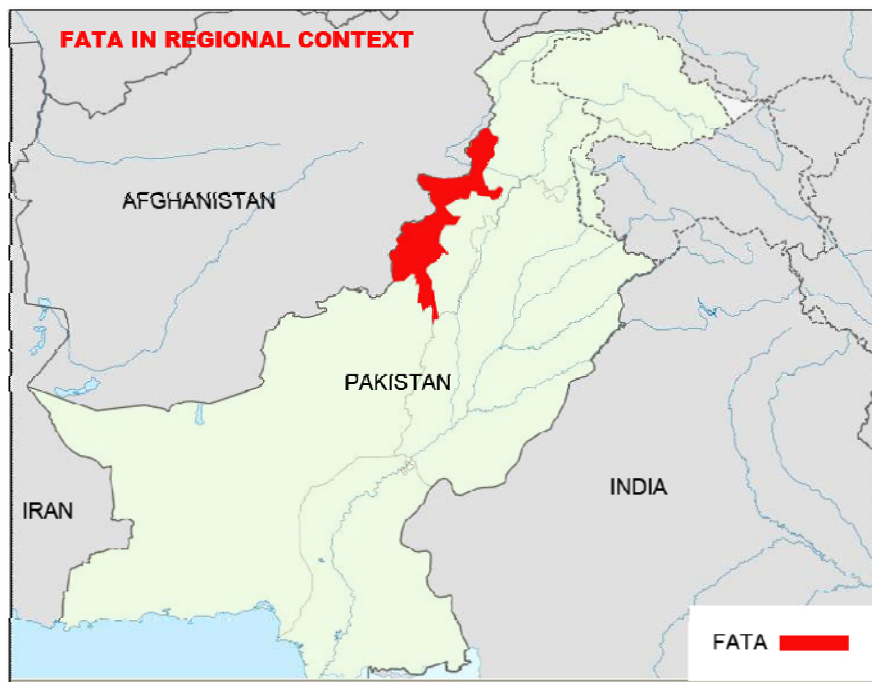 FATA IN REGIONAL CONTEXT
AFGHANISTAN
PAKISTAN
INDIA
IRAN
FATA